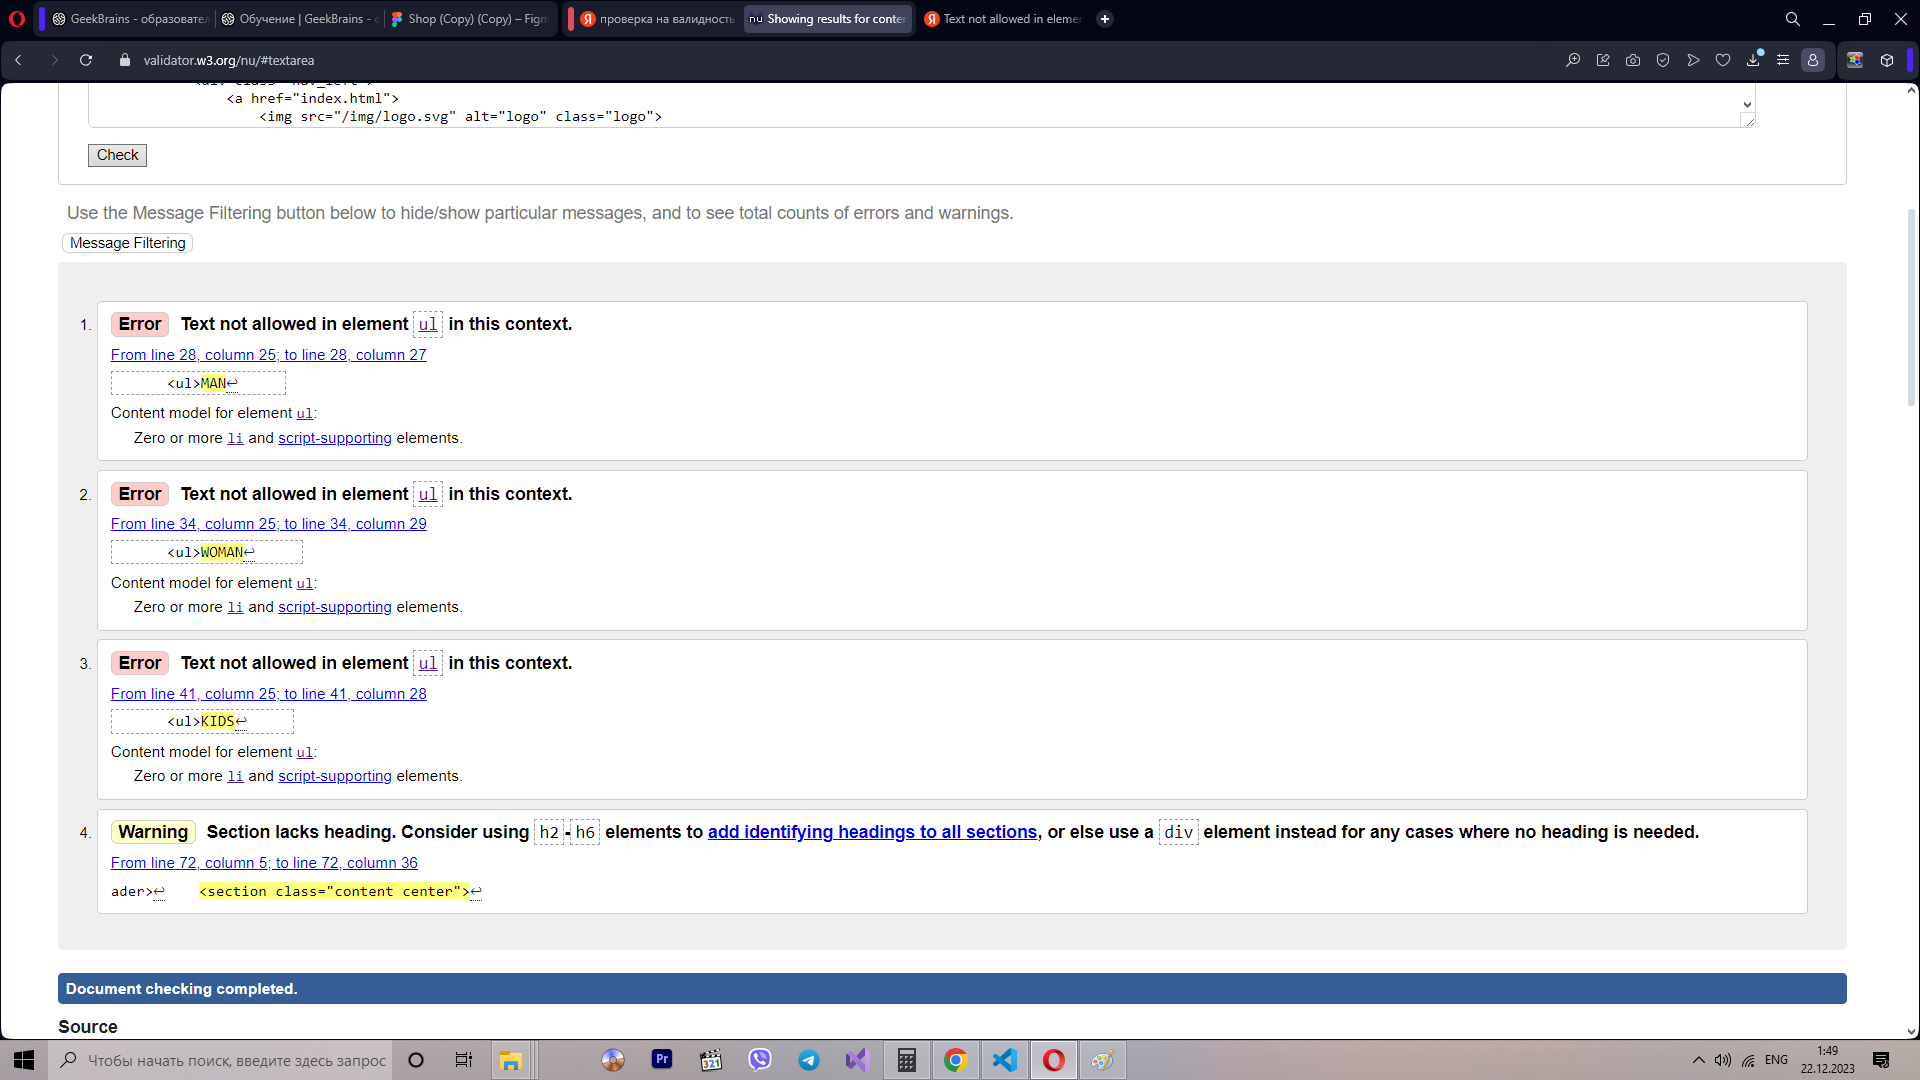 GeekBrains - образовател
Обучение | GeekBrains - с
Shop (Copy) (Copy) – Figm
проверка на валидность
nu Showing results for conten
Text not allowed in elemen
validator.w3.org/nu/#textarea
<a href="index.html">
<img src="/img/logo.svg" alt="logo" class="logo">
Check
Use the Message Filtering button below to hide/show particular messages, and to see total counts of errors and warnings.
Message Filtering
1. Error Text not allowed in element ul in this context.
From line 28, column 25; to line 28, column 27
<ul>MAN↩
Content model for element ul:
Zero or more li and script-supporting elements.
2. Error Text not allowed in element ul in this context.
From line 34, column 25; to line 34, column 29
<ul>WOMAN↩
Content model for element ul:
Zero or more li and script-supporting elements.
3. Error Text not allowed in element ul in this context.
From line 41, column 25; to line 41, column 28
<ul>KIDS↩
Content model for element ul:
Zero or more li and script-supporting elements.
4. Warning Section lacks heading. Consider using h2-h6 elements to add identifying headings to all sections, or else use a div element instead for any cases where no heading is needed.
From line 72, column 5; to line 72, column 36
ader>↩ <section class="content center">↩
Document checking completed.
Source
Чтобы начать поиск, введите здесь запрос
Pr
321
ENG
1:49
22.12.2023